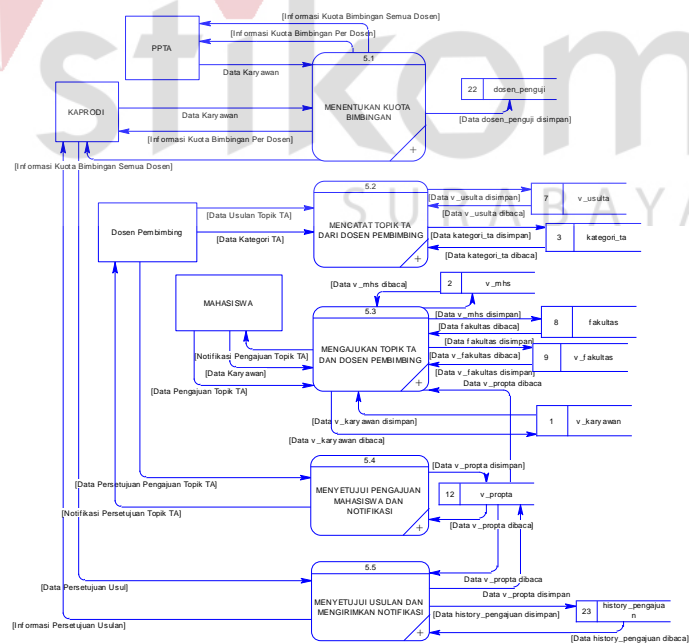 [Informasi Kuota Bimbingan Semua Dosen]
[Informasi Kuota Bimbingan Per Dosen]
PPTA
5.1
Data Karyawan
22 dosen_penguji
KAPRODI
MENENTUKAN KUOTA
BIMBINGAN
Data Karyawan
[Data dosen_penguji disimpan]
[Informasi Kuota Bimbingan Per Dosen]
[Informasi Kuota Bimbingan Semua Dosen]
stikom
SURABAYA
5.2
[Data v_usulta disimpan]
7 v_usulta
[Data Usulan Topik TA]
[Data v_usulta dibaca]
Dosen Pembimbing
MENCATAT TOPIK TA
DARI DOSEN PEMBIMBING
[Data kategori_ta disimpan]
3 kategori_ta
[Data Kategori TA]
[Data kategori_ta dibaca]
[Data v_mhs dibaca]
2 v_mhs
MAHASISWA
5.3
[Data v_mhs disimpan]
8 fakultas
[Data fakultas dibaca]
[Data fakultas disimpan]
MENGAJUKAN TOPIK TA
DAN DOSEN PEMBIMBING
[Notifikasi Pengajuan Topik TA]
[Data v_fakultas dibaca]
9 v_fakultas
[Data Karyawan]
[Data v_fakultas disimpan]
Data v_propta dibaca
[Data Pengajuan Topik TA]
[Data v_karyawan disimpan]
1 v_karyawan
[Data v_karyawan dibaca]
5.4
[Data v_propta disimpan]
[Data Persetujuan Pengajuan Topik TA]
MENYETUJUI PENGAJUAN
MAHASISWA DAN
NOTIFIKASI
12 v_propta
[Notifikasi Persetujuan Topik TA]
[Data v_propta dibaca]
5.5
Data v_propta dibaca
[Data Persetujuan Usul]
Data v_propta disimpan
MENYETUJUI USULAN DAN
MENGIRIMKAN NOTIFIKASI
23 history_pengajua
n
[Data history_pengajuan disimpan]
[Informasi Persetujuan Usulan]
[Data history_pengajuan dibaca]